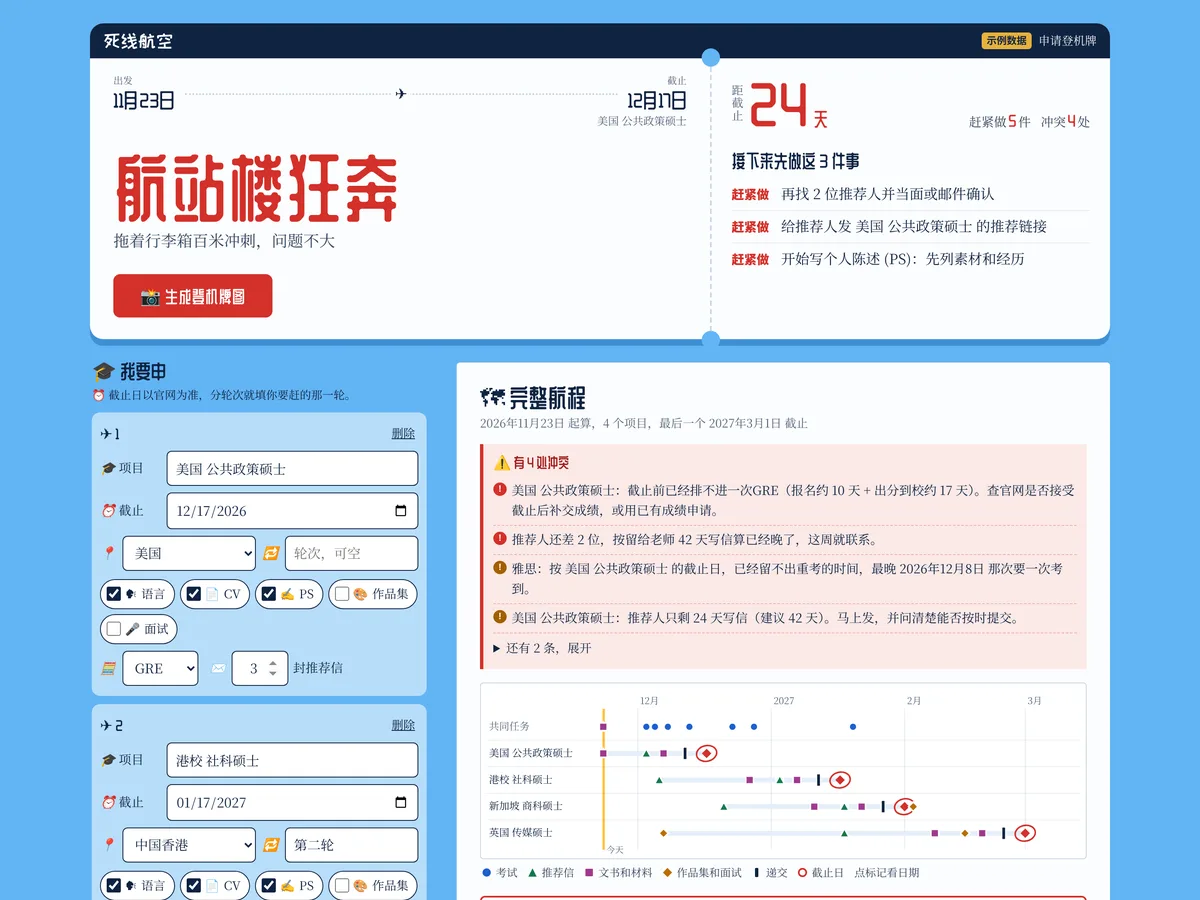 死线航空
示例数据 申请登机牌
出发
11月23日
截止
12月17日
美国 公共政策硕士
航站楼狂奔
拖着行李箱百米冲刺，问题不大
📸 生成登机牌图
距截止 24 天
赶紧做5件 冲突4处
接下来先做这 3 件事
赶紧做 再找 2 位推荐人并当面或邮件确认
赶紧做 给推荐人发 美国 公共政策硕士 的推荐链接
赶紧做 开始写个人陈述 (PS)：先列素材和经历
🎓 我要申
⏰ 截止日以官网为准，分轮次就填你要赶的那一轮。
✈ 1 删除
🎓 项目 美国 公共政策硕士
⏰ 截止 12/17/2026
📍 美国 🔁 轮次，可空
🗣 语言 📄 CV ✍ PS 🎨 作品集
🎤 面试
🧮 GRE ✉ 3 封推荐信
✈ 2 删除
🎓 项目 港校 社科硕士
⏰ 截止 01/17/2027
📍 中国香港 🔁 第二轮
🗣 语言 📄 CV ✍ PS 🎨 作品集
🗺 完整航程
2026年11月23日 起算，4 个项目，最后一个 2027年3月1日 截止
⚠ 有4处冲突
美国 公共政策硕士：截止前已经排不进一次GRE（报名约 10 天 + 出分到校约 17 天）。查官网是否接受
截止后补交成绩，或用已有成绩申请。
推荐人还差 2 位，按留给老师 42 天写信算已经晚了，这周就联系。
雅思：按 美国 公共政策硕士 的截止日，已经留不出重考的时间，最晚 2026年12月8日 那次要一次考
到。
美国 公共政策硕士：推荐人只剩 24 天写信（建议 42 天）。马上发，并问清楚能否按时提交。
▶ 还有 2 条，展开
12月 2027 2月 3月
共同任务
美国 公共政策硕士
港校 社科硕士
新加坡 商科硕士
英国 传媒硕士
今天
考试 推荐信 文书和材料 作品集和面试 递交 截止日 点标记看日期